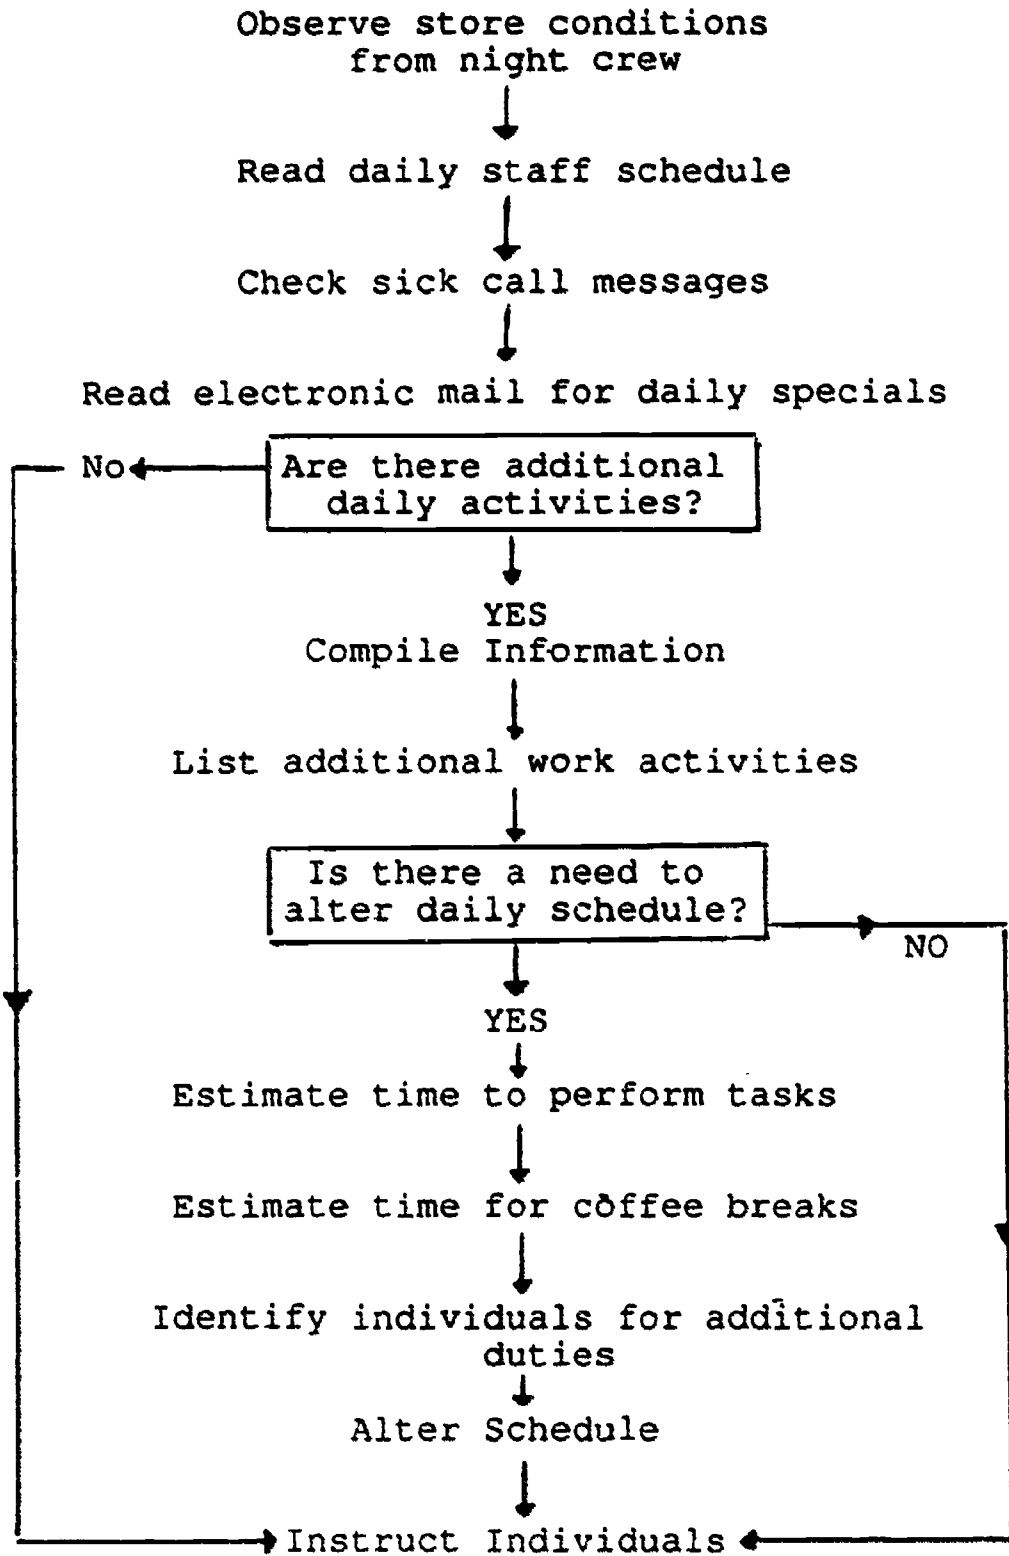 Observe store conditions
from night crew
Read daily staff schedule
Check sick call messages
Read electronic mail for daily specials
No
Are there additional
daily activities?
YES
Compile Information
List additional work activities
Is there a need to
alter daily schedule?
NO
YES
Estimate time to perform tasks
Estimate time for coffee breaks
Identify individuals for additional
duties
Alter Schedule
Instruct Individuals